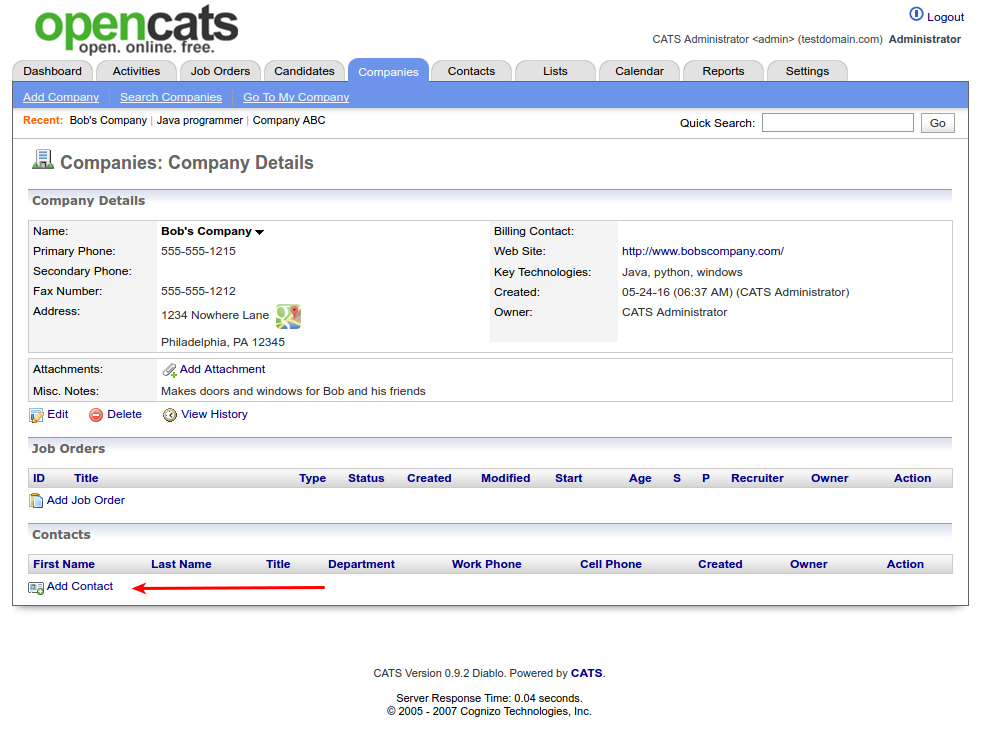 opencats
open. online. free.
Logout
CATS Administrator <admin> (testdomain.com) Administrator
Dashboard Activities Job Orders Candidates Companies Contacts Lists Calendar Reports Settings
Add Company Search Companies Go To My Company
Recent: Bob's Company | Java programmer | Company ABC
Quick Search: Go
Companies: Company Details
Company Details
Name: Bob's Company
Primary Phone: 555-555-1215
Secondary Phone:
Fax Number: 555-555-1212
Address: 1234 Nowhere Lane
Philadelphia, PA 12345
Billing Contact:
Web Site: http://www.bobscompany.com/
Key Technologies: Java, python, windows
Created: 05-24-16 (06:37 AM) (CATS Administrator)
Owner: CATS Administrator
Attachments: Add Attachment
Misc. Notes: Makes doors and windows for Bob and his friends
Edit Delete View History
Job Orders
ID Title Type Status Created Modified Start Age S P Recruiter Owner Action
Add Job Order
Contacts
First Name Last Name Title Department Work Phone Cell Phone Created Owner Action
Add Contact
CATS Version 0.9.2 Diablo. Powered by CATS.
Server Response Time: 0.04 seconds.
© 2005 - 2007 Cognizo Technologies, Inc.